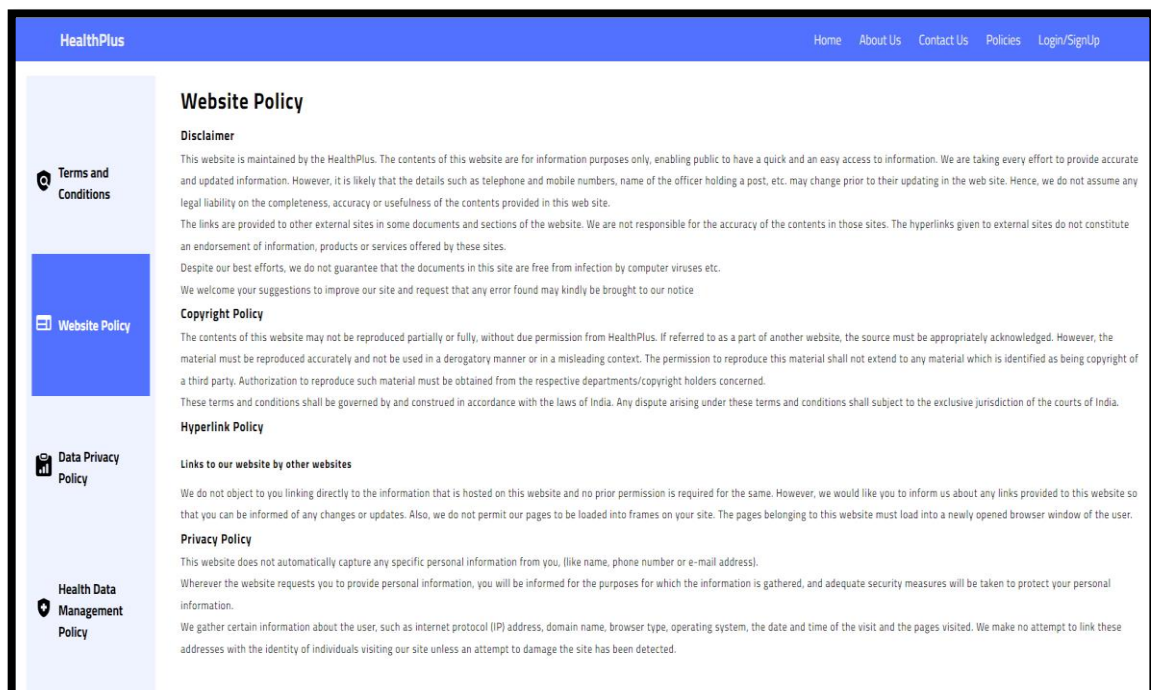 HealthPlus
Home About Us Contact Us Policies Login/SignUp
Terms and
Conditions
Website Policy
Data Privacy
Policy
Health Data
Management
Policy
Website Policy
Disclaimer
This website is maintained by the HealthPlus. The contents of this website are for information purposes only, enabling public to have a quick and an easy access to information. We are taking every effort to provide accurate
and updated information. However, it is likely that the details such as telephone and mobile numbers, name of the officer holding a post, etc. may change prior to their updating in the web site. Hence, we do not assume any
legal liability on the completeness, accuracy or usefulness of the contents provided in this web site.
The links are provided to other external sites in some documents and sections of the website. We are not responsible for the accuracy of the contents in those sites. The hyperlinks given to external sites do not constitute
an endorsement of information, products or services offered by these sites.
Despite our best efforts, we do not guarantee that the documents in this site are free from infection by computer viruses etc.
We welcome your suggestions to improve our site and request that any error found may kindly be brought to our notice
Copyright Policy
The contents of this website may not be reproduced partially or fully, without due permission from HealthPlus. If referred to as a part of another website, the source must be appropriately acknowledged. However, the
material must be reproduced accurately and not be used in a derogatory manner or in a misleading context. The permission to reproduce this material shall not extend to any material which is identified as being copyright of
a third party. Authorization to reproduce such material must be obtained from the respective departments/copyright holders concerned.
These terms and conditions shall be governed by and construed in accordance with the laws of India. Any dispute arising under these terms and conditions shall subject to the exclusive jurisdiction of the courts of India.
Hyperlink Policy
Links to our website by other websites
We do not object to you linking directly to the information that is hosted on this website and no prior permission is required for the same. However, we would like you to inform us about any links provided to this website so
that you can be informed of any changes or updates. Also, we do not permit our pages to be loaded into frames on your site. The pages belonging to this website must load into a newly opened browser window of the user.
Privacy Policy
This website does not automatically capture any specific personal information from you, (like name, phone number or e-mail address).
Wherever the website requests you to provide personal information, you will be informed for the purposes for which the information is gathered, and adequate security measures will be taken to protect your personal
information.
We gather certain information about the user, such as internet protocol (IP) address, domain name, browser type, operating system, the date and time of the visit and the pages visited. We make no attempt to link these
addresses with the identity of individuals visiting our site unless an attempt to damage the site has been detected.